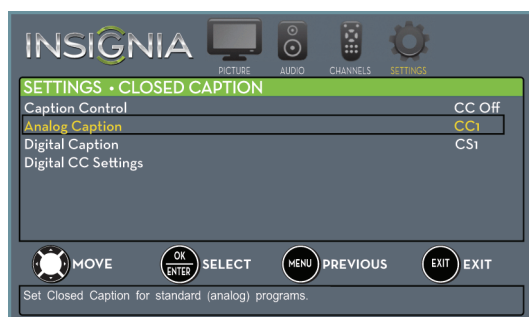 INSIGNIA
PICTURE AUDIO CHANNELS SETTINGS
SETTINGS • CLOSED CAPTION
Caption Control CC Off
Analog Caption CC1
Digital Caption CS1
Digital CC Settings
MOVE OK ENTER SELECT MENU PREVIOUS EXIT EXIT
Set Closed Caption for standard (analog) programs.